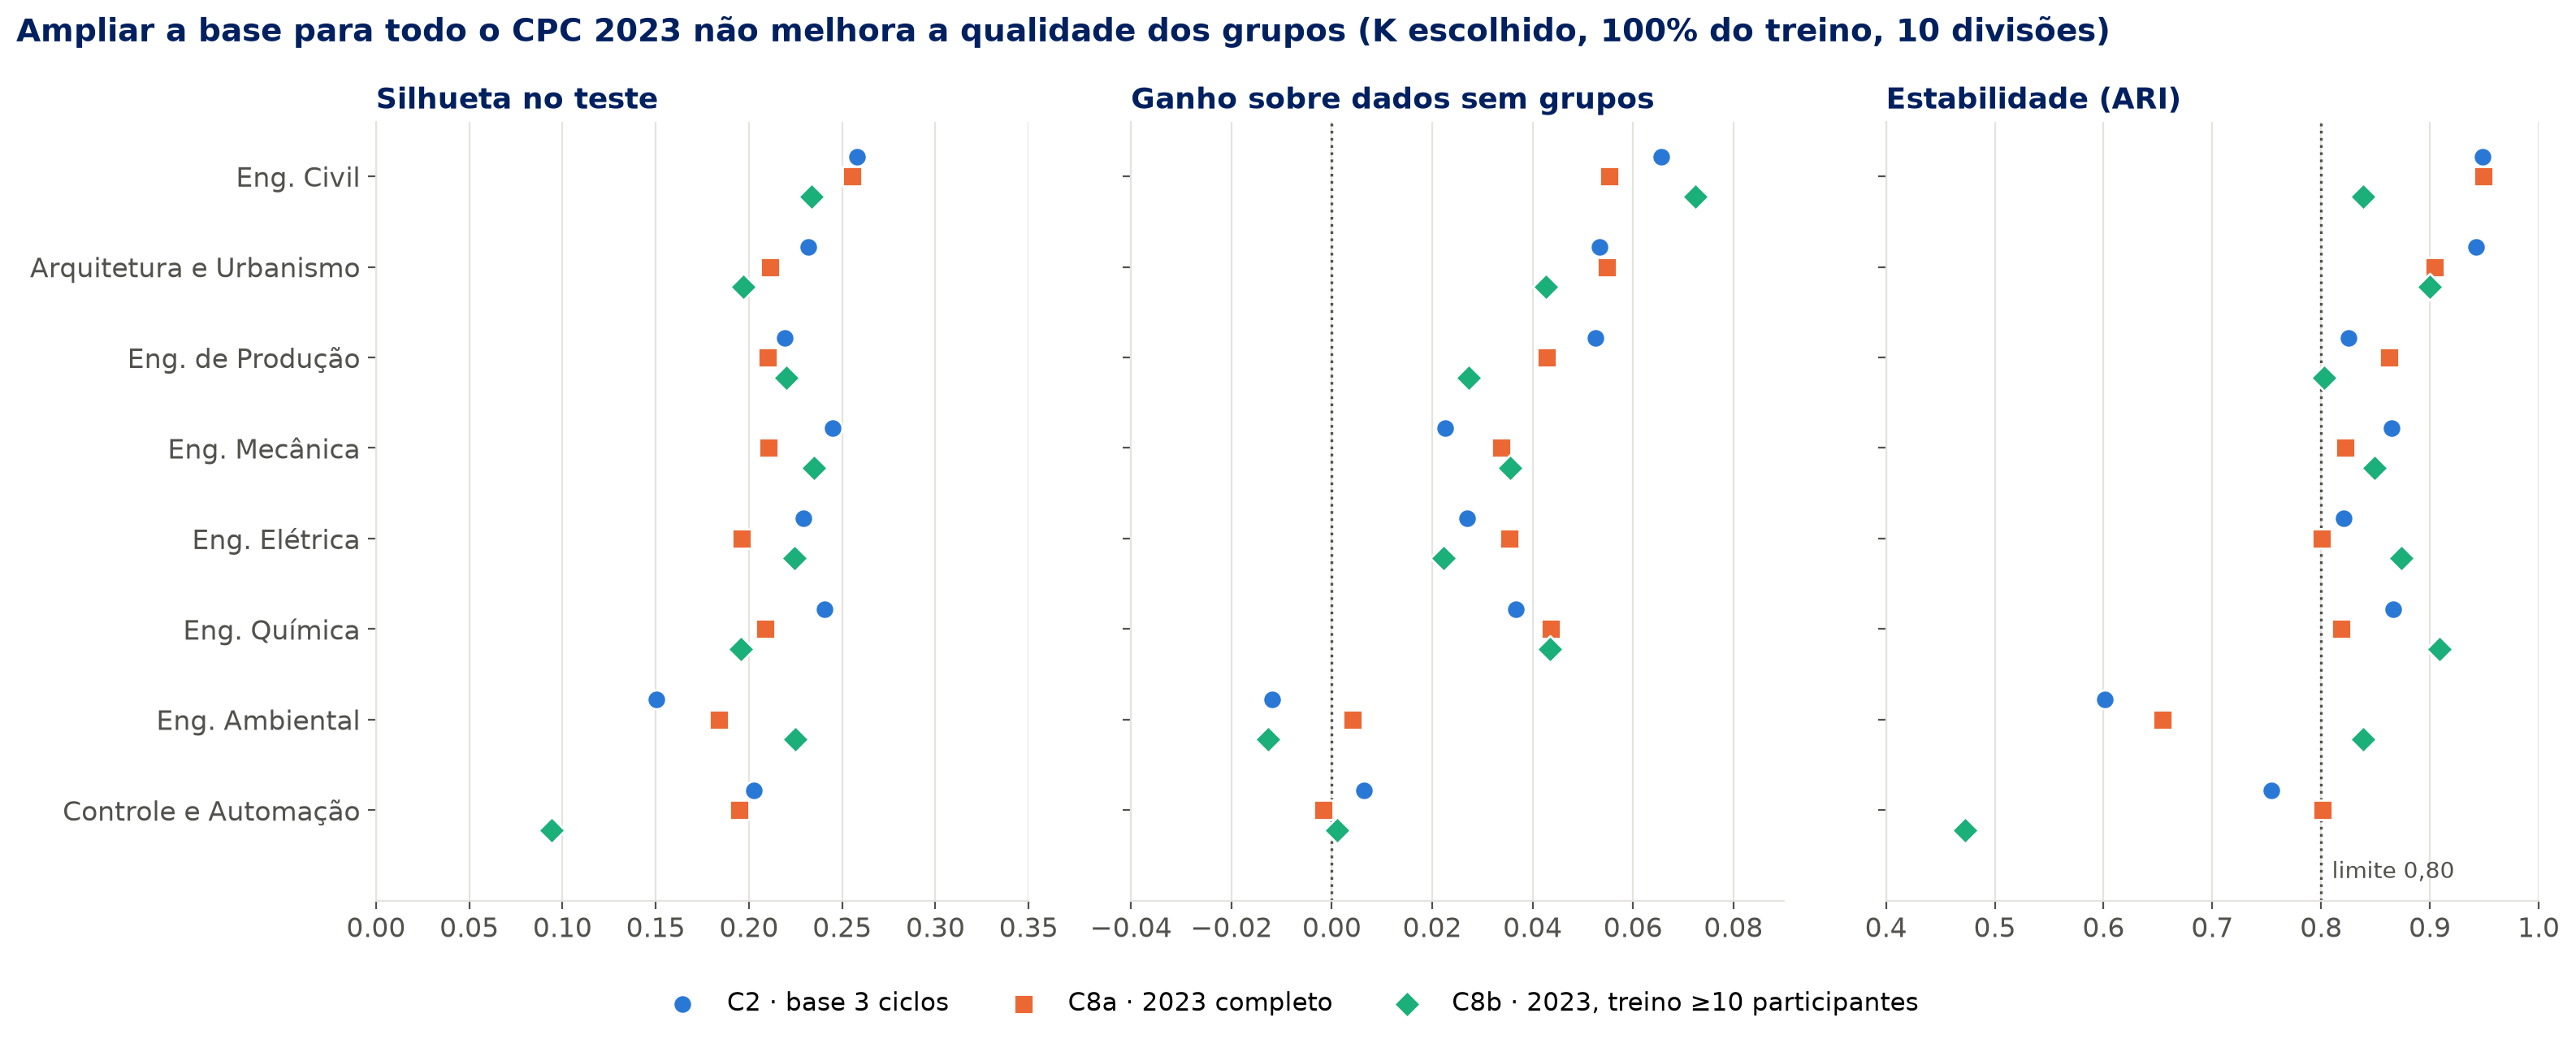 Ampliar a base para todo o CPC 2023 não melhora a qualidade dos grupos (K escolhido, 100% do treino, 10 divisões)
Silhueta no teste
Ganho sobre dados sem grupos
Estabilidade (ARI)
Eng. Civil
Arquitetura e Urbanismo
Eng. de Produção
Eng. Mecânica
Eng. Elétrica
Eng. Química
Eng. Ambiental
Controle e Automação
limite 0,80
0.00 0.05 0.10 0.15 0.20 0.25 0.30 0.35
−0.04 −0.02 0.00 0.02 0.04 0.06 0.08
0.4 0.5 0.6 0.7 0.8 0.9 1.0
C2 · base 3 ciclos
C8a · 2023 completo
C8b · 2023, treino ≥10 participantes